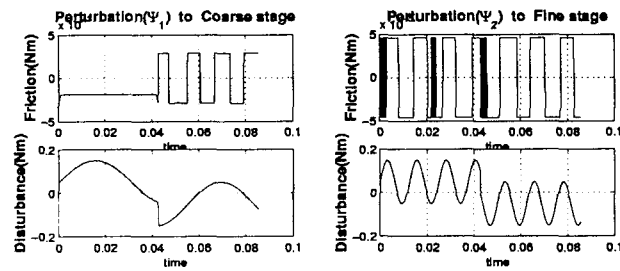 Perturbation(Ψ1) to Coarse stage
× 10
Friction(Nm)
5
0
-5
0 0.02 0.04 0.06 0.08 0.1
time
Disturbance(Nm)
0.2
0
-0.2
0 0.02 0.04 0.06 0.08 0.1
time
Perturbation(Ψ2) to Fine stage
× 10
Friction(Nm)
5
0
-5
0 0.02 0.04 0.06 0.08 0.1
time
Disturbance(Nm)
0.2
0
-0.2
0 0.02 0.04 0.06 0.08 0.1
time